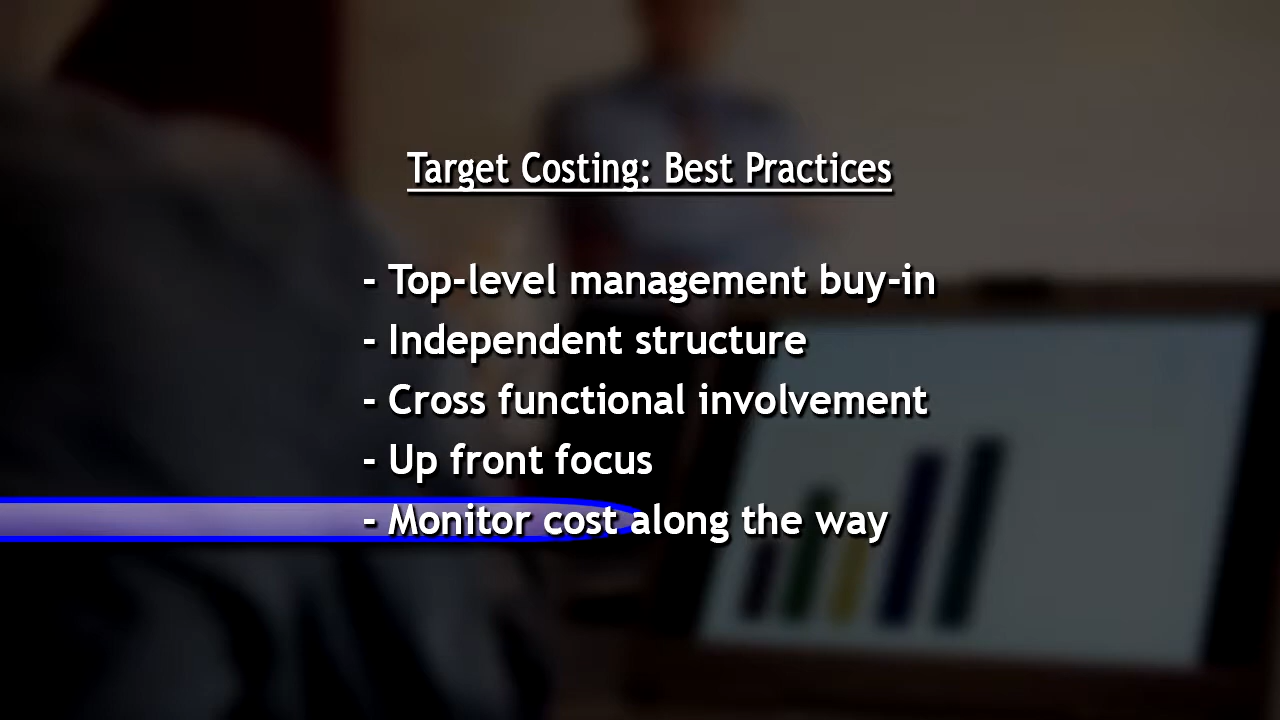 Target Costing: Best Practices
- Top-level management buy-in
- Independent structure
- Cross functional involvement
- Up front focus
- Monitor cost along the way